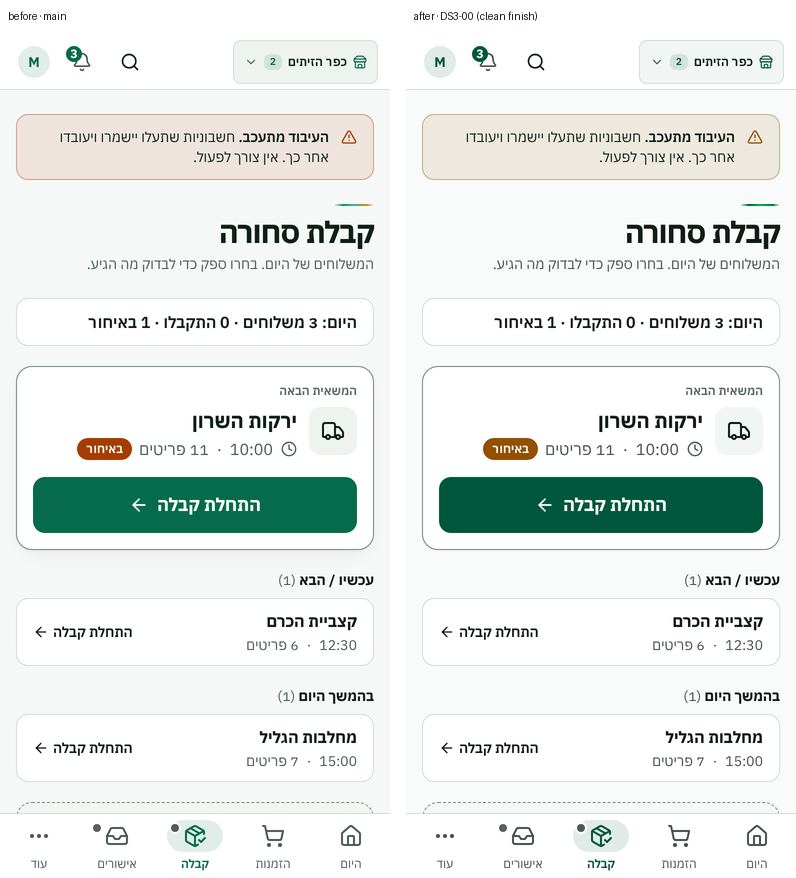 before · main
כפר הזיתים 2
3
M
העיבוד מתעכב. חשבוניות שתעלו יישמרו ויעובדו
אחר כך. אין צורך לפעול.
קבלת סחורה
המשלוחים של היום. בחרו ספק כדי לבדוק מה הגיע.
היום: 3 משלוחים · 0 התקבלו · 1 באיחור
המשאית הבאה
ירקות השרון
10:00 · 11 פריטים באיחור
התחלת קבלה ←
עכשיו / הבא (1)
קצביית הכרם
12:30 · 6 פריטים
התחלת קבלה ←
בהמשך היום (1)
מחלבות הגליל
15:00 · 7 פריטים
התחלת קבלה ←
היום
הזמנות
קבלה
אישורים
עוד
after · DS3-00 (clean finish)
כפר הזיתים 2
3
M
העיבוד מתעכב. חשבוניות שתעלו יישמרו ויעובדו
אחר כך. אין צורך לפעול.
קבלת סחורה
המשלוחים של היום. בחרו ספק כדי לבדוק מה הגיע.
היום: 3 משלוחים · 0 התקבלו · 1 באיחור
המשאית הבאה
ירקות השרון
10:00 · 11 פריטים באיחור
התחלת קבלה ←
עכשיו / הבא (1)
קצביית הכרם
12:30 · 6 פריטים
התחלת קבלה ←
בהמשך היום (1)
מחלבות הגליל
15:00 · 7 פריטים
התחלת קבלה ←
היום
הזמנות
קבלה
אישורים
עוד